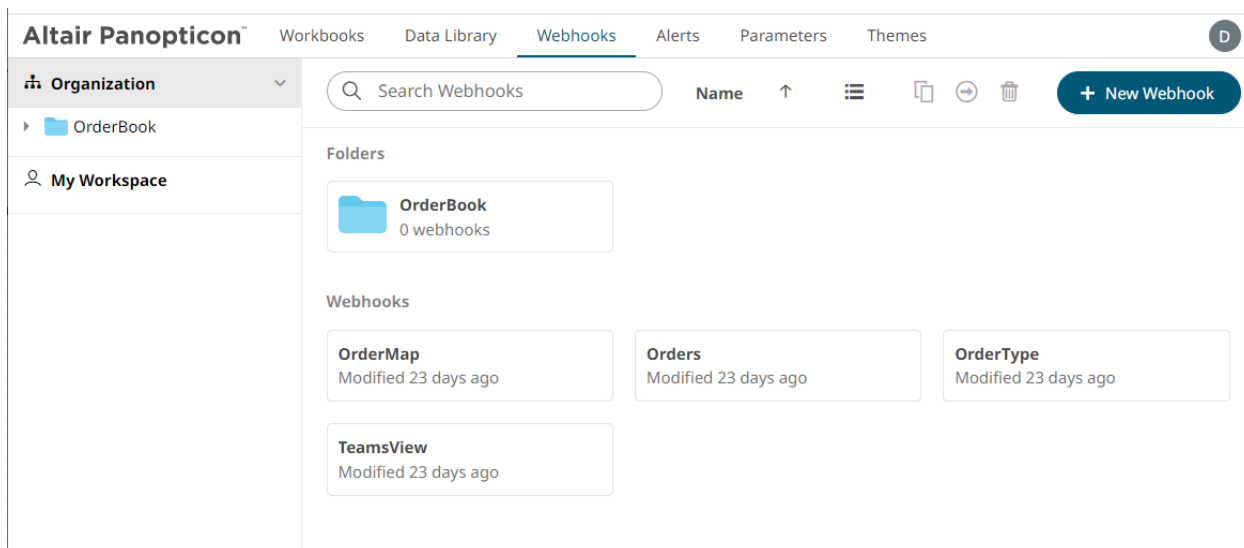 Altair Panopticon™ Workbooks Data Library Webhooks Alerts Parameters Themes D
Organization
OrderBook
My Workspace
Search Webhooks Name ↑ + New Webhook
Folders
OrderBook
0 webhooks
Webhooks
OrderMap
Modified 23 days ago
Orders
Modified 23 days ago
OrderType
Modified 23 days ago
TeamsView
Modified 23 days ago